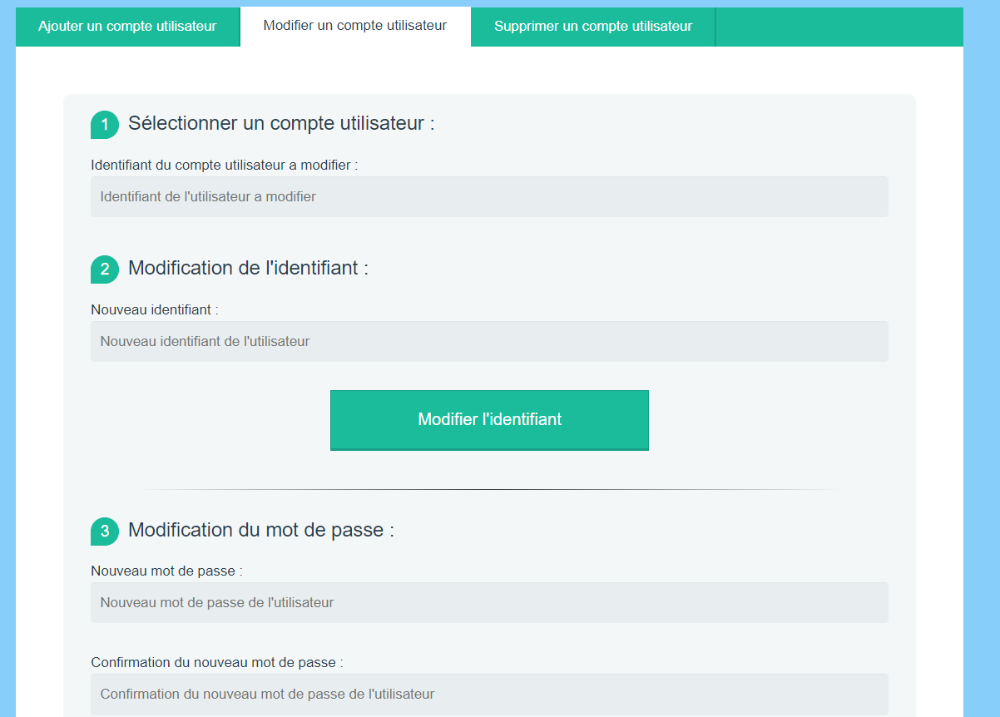 Ajouter un compte utilisateur
Modifier un compte utilisateur
Supprimer un compte utilisateur
1 Sélectionner un compte utilisateur :
Identifiant du compte utilisateur a modifier :
Identifiant de l'utilisateur a modifier
2 Modification de l'identifiant :
Nouveau identifiant :
Nouveau identifiant de l'utilisateur
Modifier l'identifiant
3 Modification du mot de passe :
Nouveau mot de passe :
Nouveau mot de passe de l'utilisateur
Confirmation du nouveau mot de passe :
Confirmation du nouveau mot de passe de l'utilisateur